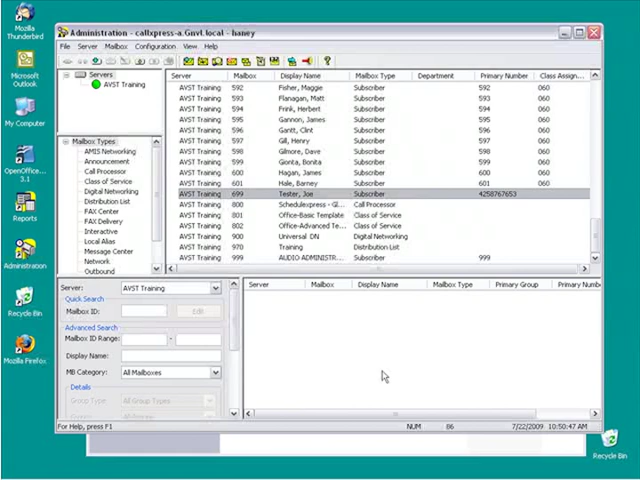 Mozilla
Thunderbird
Microsoft
Outlook
My Computer
OpenOffice...
3.1
Reports
Administration
Recycle Bin
Mozilla Firefox
Administration - callxpress-a.Gnvl.local - haney
File Server Mailbox Configuration View Help
Servers
AVST Training
Mailbox Types
AMIS Networking
Announcement
Call Processor
Class of Service
Digital Networking
Distribution List
FAX Center
FAX Delivery
Interactive
Local Alias
Message Center
Network
Outbound
Server Mailbox Display Name Mailbox Type Department Primary Number Class Assign...
AVST Training 592 Fisher, Maggie Subscriber 592 060
AVST Training 593 Flanagan, Matt Subscriber 593 060
AVST Training 594 Frink, Herbert Subscriber 594 060
AVST Training 595 Gannon, James Subscriber 595 060
AVST Training 596 Gantt, Clint Subscriber 596 060
AVST Training 597 Gill, Henry Subscriber 597 060
AVST Training 598 Gilmore, Dave Subscriber 598 060
AVST Training 599 Gonta, Bonita Subscriber 599 060
AVST Training 600 Hagan, James Subscriber 600 060
AVST Training 601 Hale, Barney Subscriber 601 060
AVST Training 699 Tester, Joe Subscriber 4258767653
AVST Training 800 Schedulexpress - Gl... Call Processor
AVST Training 801 Office-Basic Template Class of Service
AVST Training 802 Office-Advanced Te... Class of Service
AVST Training 900 Universal DN Digital Networking
AVST Training 970 Training Distribution List
AVST Training 999 AUDIO ADMINISTR... Subscriber 999
Server: AVST Training
Quick Search
Mailbox ID: Edit
Advanced Search
Mailbox ID Range: -
Display Name:
MB Category: All Mailboxes
Details
Group Type: All Group Types
Server Mailbox Display Name Mailbox Type Primary Group Primary Numb
For Help, press F1 NUM 86 7/22/2009 10:50:47 AM
Recycle Bin